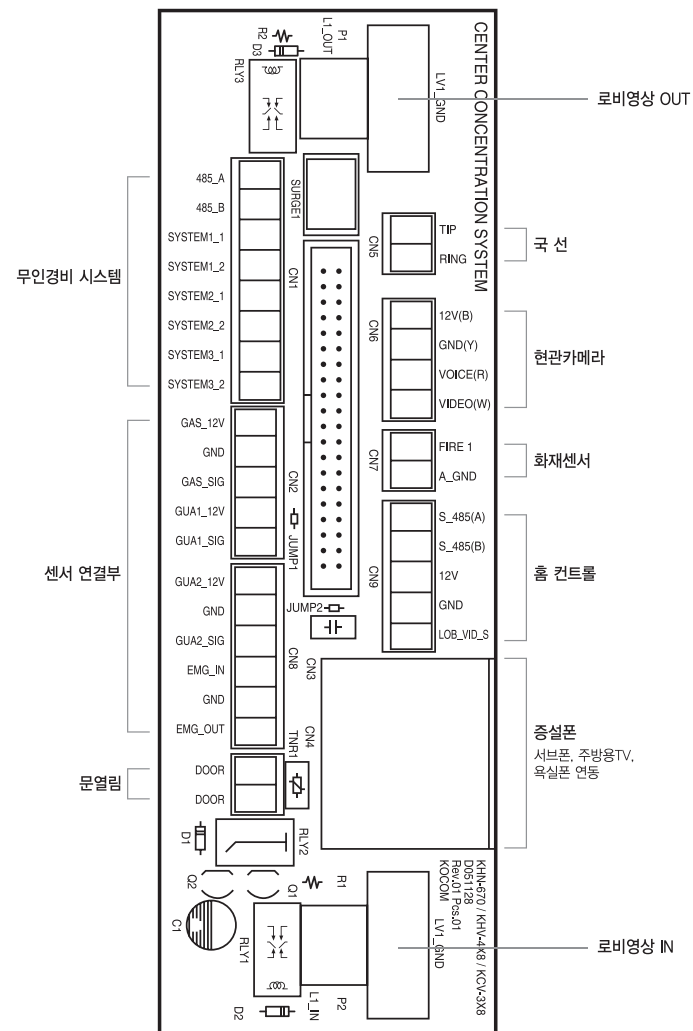 CENTER CONCENTRATION SYSTEM
R2
D3
RLY3
P1
L1_OUT
LV1_GND
로비영상 OUT
SURGE1
무인경비 시스템
485_A
485_B
SYSTEM1_1
SYSTEM1_2
SYSTEM2_1
SYSTEM2_2
SYSTEM3_1
SYSTEM3_2
CN1
CN5
TIP
RING
국 선
CN6
12V(B)
GND(Y)
VOICE(R)
VIDEO(W)
현관카메라
센서 연결부
GAS_12V
GND
GAS_SIG
GUA1_12V
GUA1_SIG
CN2
JUMP1
CN7
FIRE 1
A_GND
화재센서
GUA2_12V
GND
GUA2_SIG
EMG_IN
GND
EMG_OUT
CN8
JUMP2
CN9
S_485(A)
S_485(B)
12V
GND
LOB_VID_S
홈 컨트롤
CN3
CN4
증설폰
서브폰, 주방용TV,
욕실폰 연동
문열림
DOOR
DOOR
TNR1
D1
RLY2
Q2
Q1
R1
C1
RLY1
D2
L1_IN
P2
LV1_GND
KHN-670 / KHV-4X8 / KCV-3X8
D051128
Rev.01 Pcs.01
KOCOM
로비영상 IN